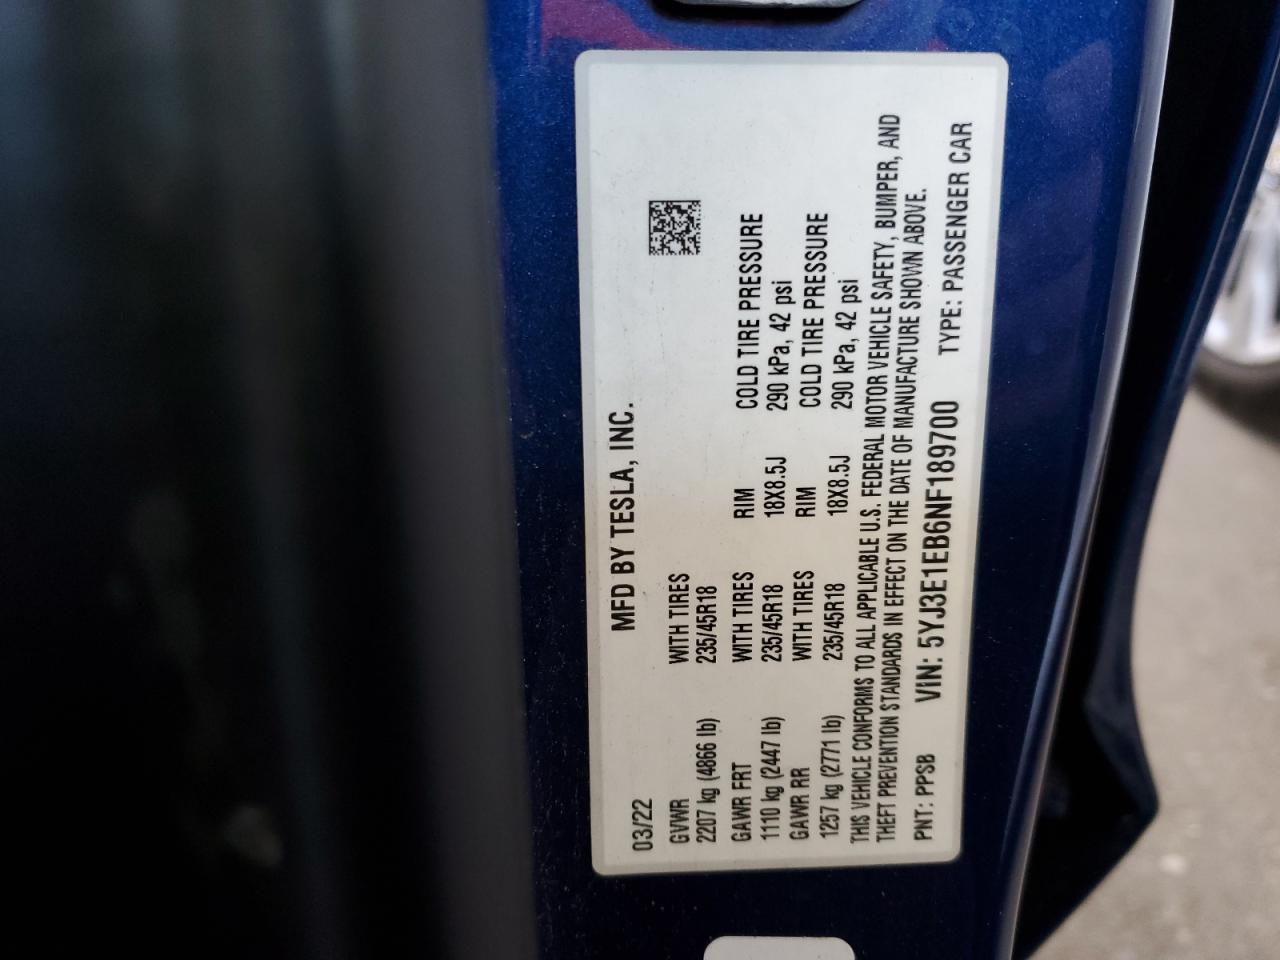 MFD BY TESLA, INC.
03/22
GVWR WITH TIRES
2207 kg (4866 lb) 235/45R18
GAWR FRT WITH TIRES RIM COLD TIRE PRESSURE
1110 kg (2447 lb) 235/45R18 18X8.5J 290 kPa, 42 psi
GAWR RR WITH TIRES RIM COLD TIRE PRESSURE
1257 kg (2771 lb) 235/45R18 18X8.5J 290 kPa, 42 psi
THIS VEHICLE CONFORMS TO ALL APPLICABLE U.S. FEDERAL MOTOR VEHICLE SAFETY, BUMPER, AND
THEFT PREVENTION STANDARDS IN EFFECT ON THE DATE OF MANUFACTURE SHOWN ABOVE.
PNT: PPSB VIN: 5YJ3E1EB6NF189700 TYPE: PASSENGER CAR